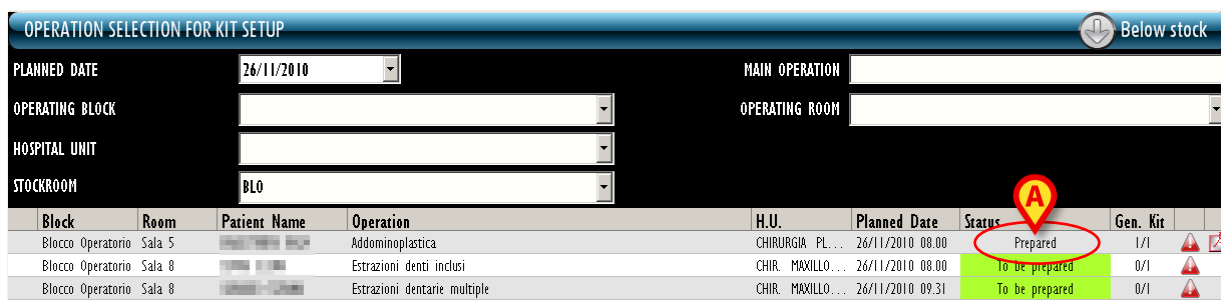 OPERATION SELECTION FOR KIT SETUP Below stock
PLANNED DATE 26/11/2010 MAIN OPERATION
OPERATING BLOCK OPERATING ROOM
HOSPITAL UNIT
STOCKROOM BLO
A
Block Room Patient Name Operation H.U. Planned Date Status Gen. Kit
Blocco Operatorio Sala 5 Addominoplastica CHIRURGIA PL... 26/11/2010 08.00 Prepared 1/1
Blocco Operatorio Sala 8 Estrazioni denti inclusi CHIR. MAXILLO... 26/11/2010 08.00 To be prepared 0/1
Blocco Operatorio Sala 8 Estrazioni dentarie multiple CHIR. MAXILLO... 26/11/2010 09.31 To be prepared 0/1